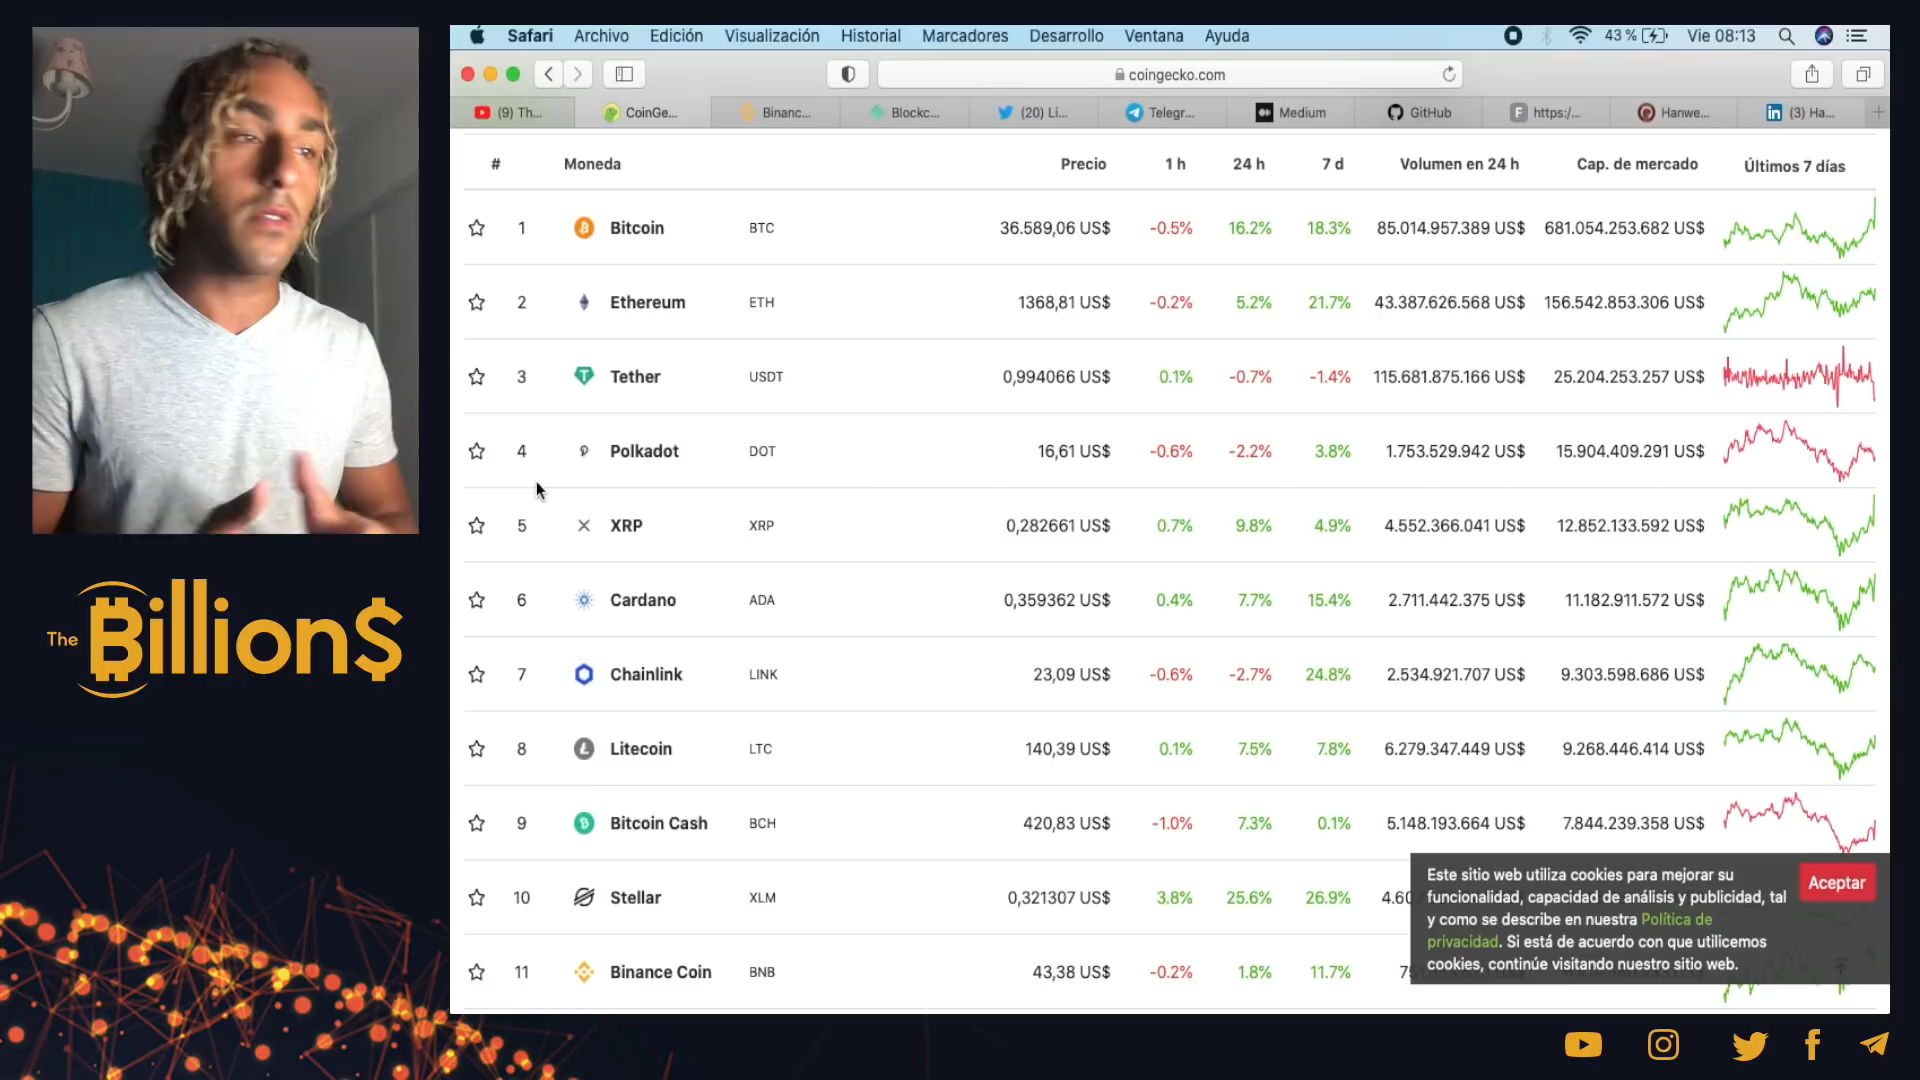 Safari Archivo Edición Visualización Historial Marcadores Desarrollo Ventana Ayuda 43 % Vie 08:13
coingecko.com
(9) Th... CoinGe... Binanc... Blockc... (20) Li... Telegr... Medium GitHub https:/... Hanwe... (3) Ha...
# Moneda Precio 1 h 24 h 7 d Volumen en 24 h Cap. de mercado Últimos 7 días
1 Bitcoin BTC 36.589,06 US$ -0.5% 16.2% 18.3% 85.014.957.389 US$ 681.054.253.682 US$
2 Ethereum ETH 1368,81 US$ -0.2% 5.2% 21.7% 43.387.626.568 US$ 156.542.853.306 US$
3 Tether USDT 0,994066 US$ 0.1% -0.7% -1.4% 115.681.875.166 US$ 25.204.253.257 US$
4 Polkadot DOT 16,61 US$ -0.6% -2.2% 3.8% 1.753.529.942 US$ 15.904.409.291 US$
5 XRP XRP 0,282661 US$ 0.7% 9.8% 4.9% 4.552.366.041 US$ 12.852.133.592 US$
6 Cardano ADA 0,359362 US$ 0.4% 7.7% 15.4% 2.711.442.375 US$ 11.182.911.572 US$
7 Chainlink LINK 23,09 US$ -0.6% -2.7% 24.8% 2.534.921.707 US$ 9.303.598.686 US$
8 Litecoin LTC 140,39 US$ 0.1% 7.5% 7.8% 6.279.347.449 US$ 9.268.446.414 US$
9 Bitcoin Cash BCH 420,83 US$ -1.0% 7.3% 0.1% 5.148.193.664 US$ 7.844.239.358 US$
10 Stellar XLM 0,321307 US$ 3.8% 25.6% 26.9%
11 Binance Coin BNB 43,38 US$ -0.2% 1.8% 11.7%
Este sitio web utiliza cookies para mejorar su
funcionalidad, capacidad de análisis y publicidad, tal
y como se describe en nuestra Política de
privacidad. Si está de acuerdo con que utilicemos
cookies, continúe visitando nuestro sitio web.
Aceptar
The Billion$